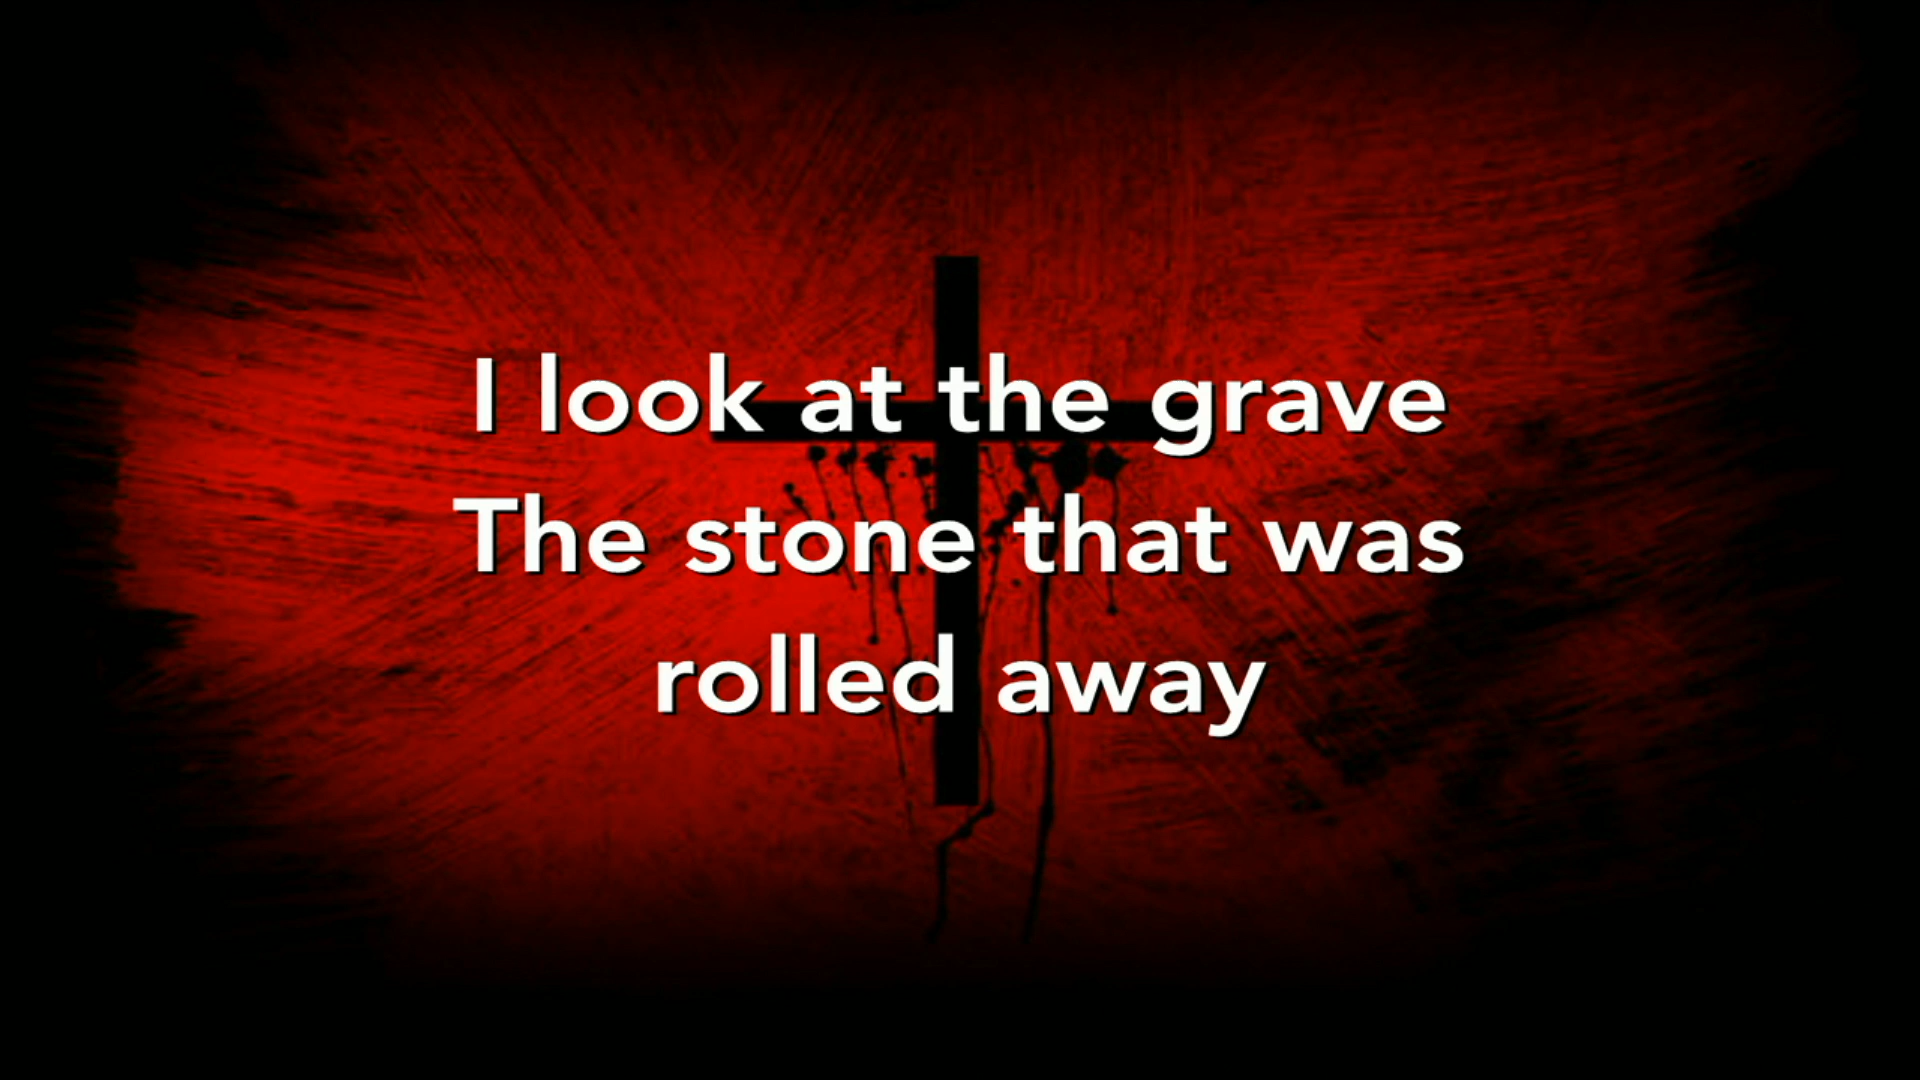 I look at the grave
The stone that was
rolled away